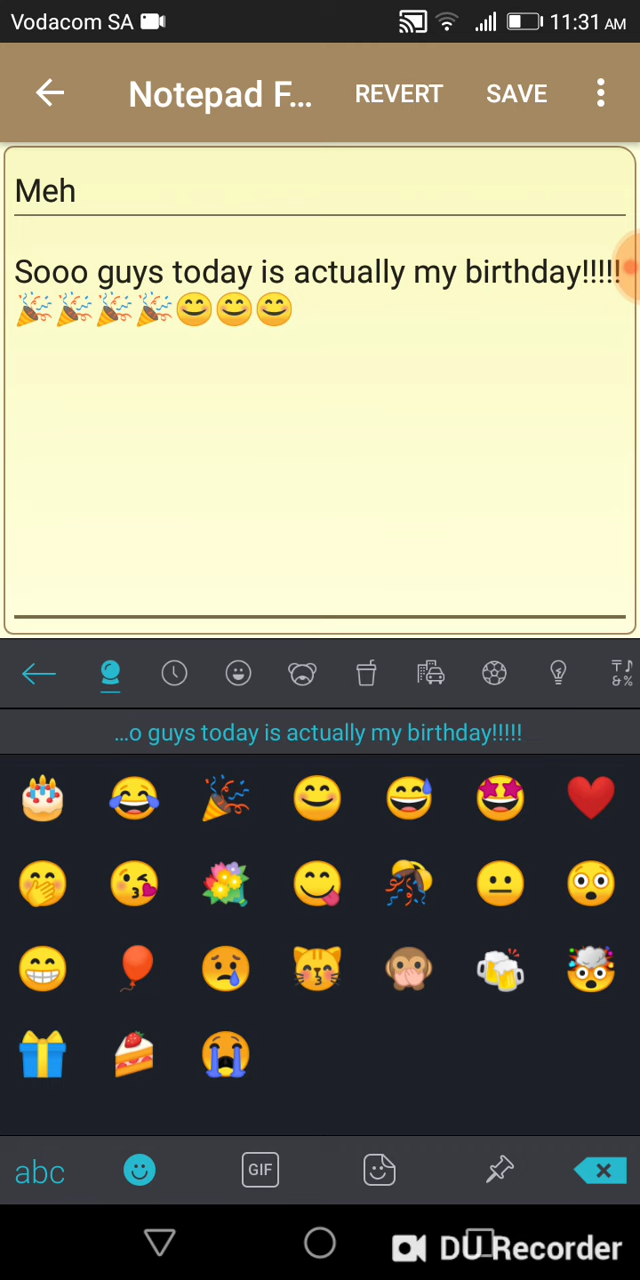 Vodacom SA 11:31 AM
Notepad F... REVERT SAVE
Meh
Sooo guys today is actually my birthday!!!!!
🎉🎉🎉🎉😊😊😊
...o guys today is actually my birthday!!!!!
abc GIF
DU Recorder